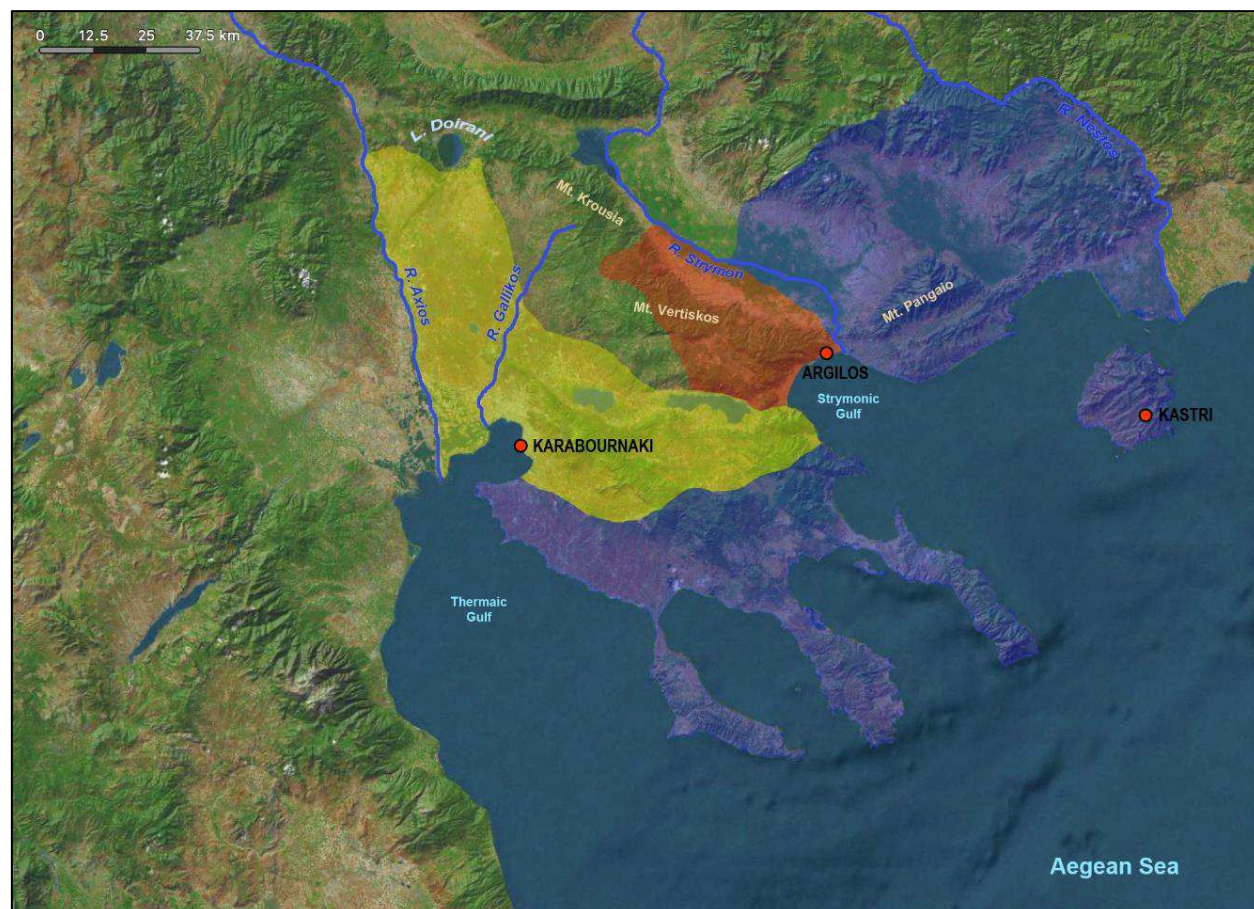 0 12.5 25 37.5 km
L. Doirani
R. Nestos
Mt. Krousia
R. Strymon
R. Axios
R. Gallikos
Mt. Vertiskos
Mt. Pangaio
ARGILOS
Strymonic
Gulf
KASTRI
KARABOURNAKI
Thermaic
Gulf
Aegean Sea